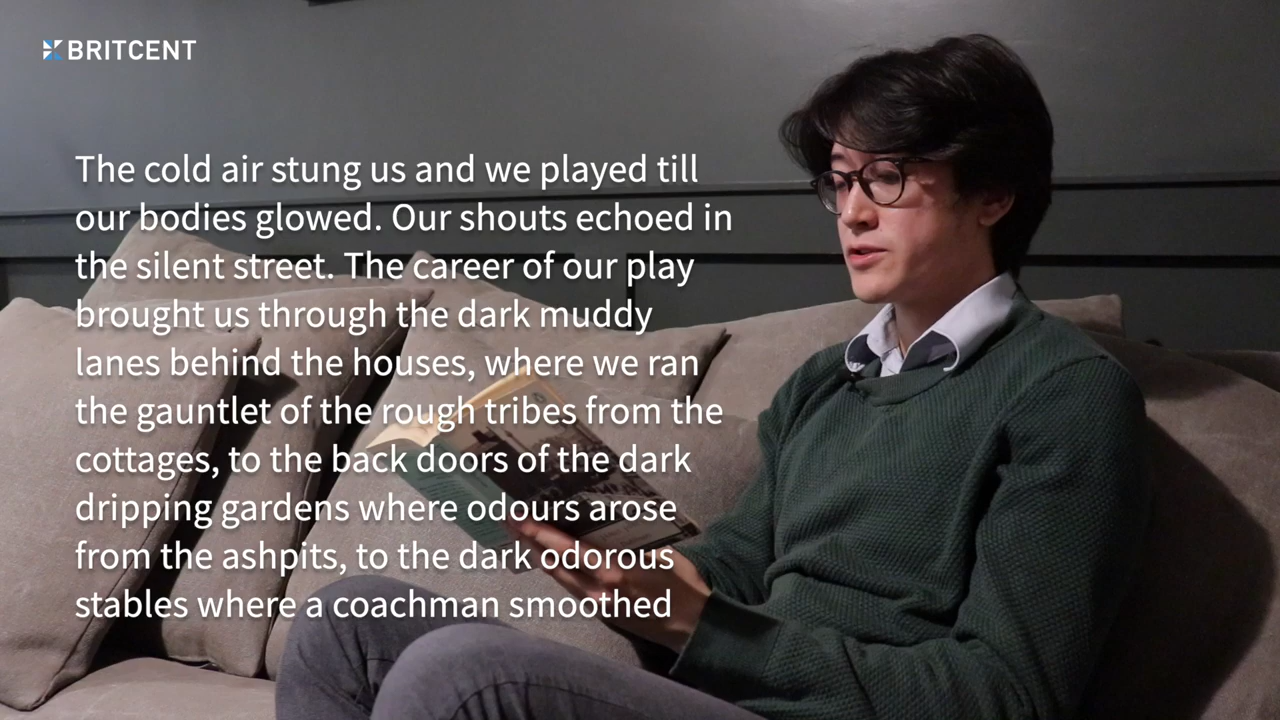 BRITCENT
The cold air stung us and we played till
our bodies glowed. Our shouts echoed in
the silent street. The career of our play
brought us through the dark muddy
lanes behind the houses, where we ran
the gauntlet of the rough tribes from the
cottages, to the back doors of the dark
dripping gardens where odours arose
from the ashpits, to the dark odorous
stables where a coachman smoothed